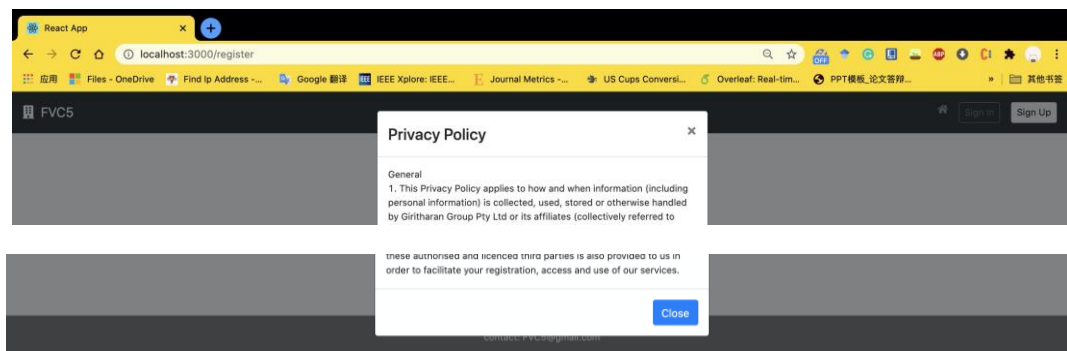 React App
localhost:3000/register
OFF
ABP
应用 Files - OneDrive Find Ip Address -... Google 翻译 IEEE Xplore: IEEE... Journal Metrics -... US Cups Conversi... Overleaf: Real-tim... PPT模板_论文答辩... » 其他书签
FVC5 Sign In Sign Up
Privacy Policy ×
General
1. This Privacy Policy applies to how and when information (including
personal information) is collected, used, stored or otherwise handled
by Giritharan Group Pty Ltd or its affiliates (collectively referred to
these authorised and licenced third parties is also provided to us in
order to facilitate your registration, access and use of our services.
Close
contact: FVC5@gmail.com